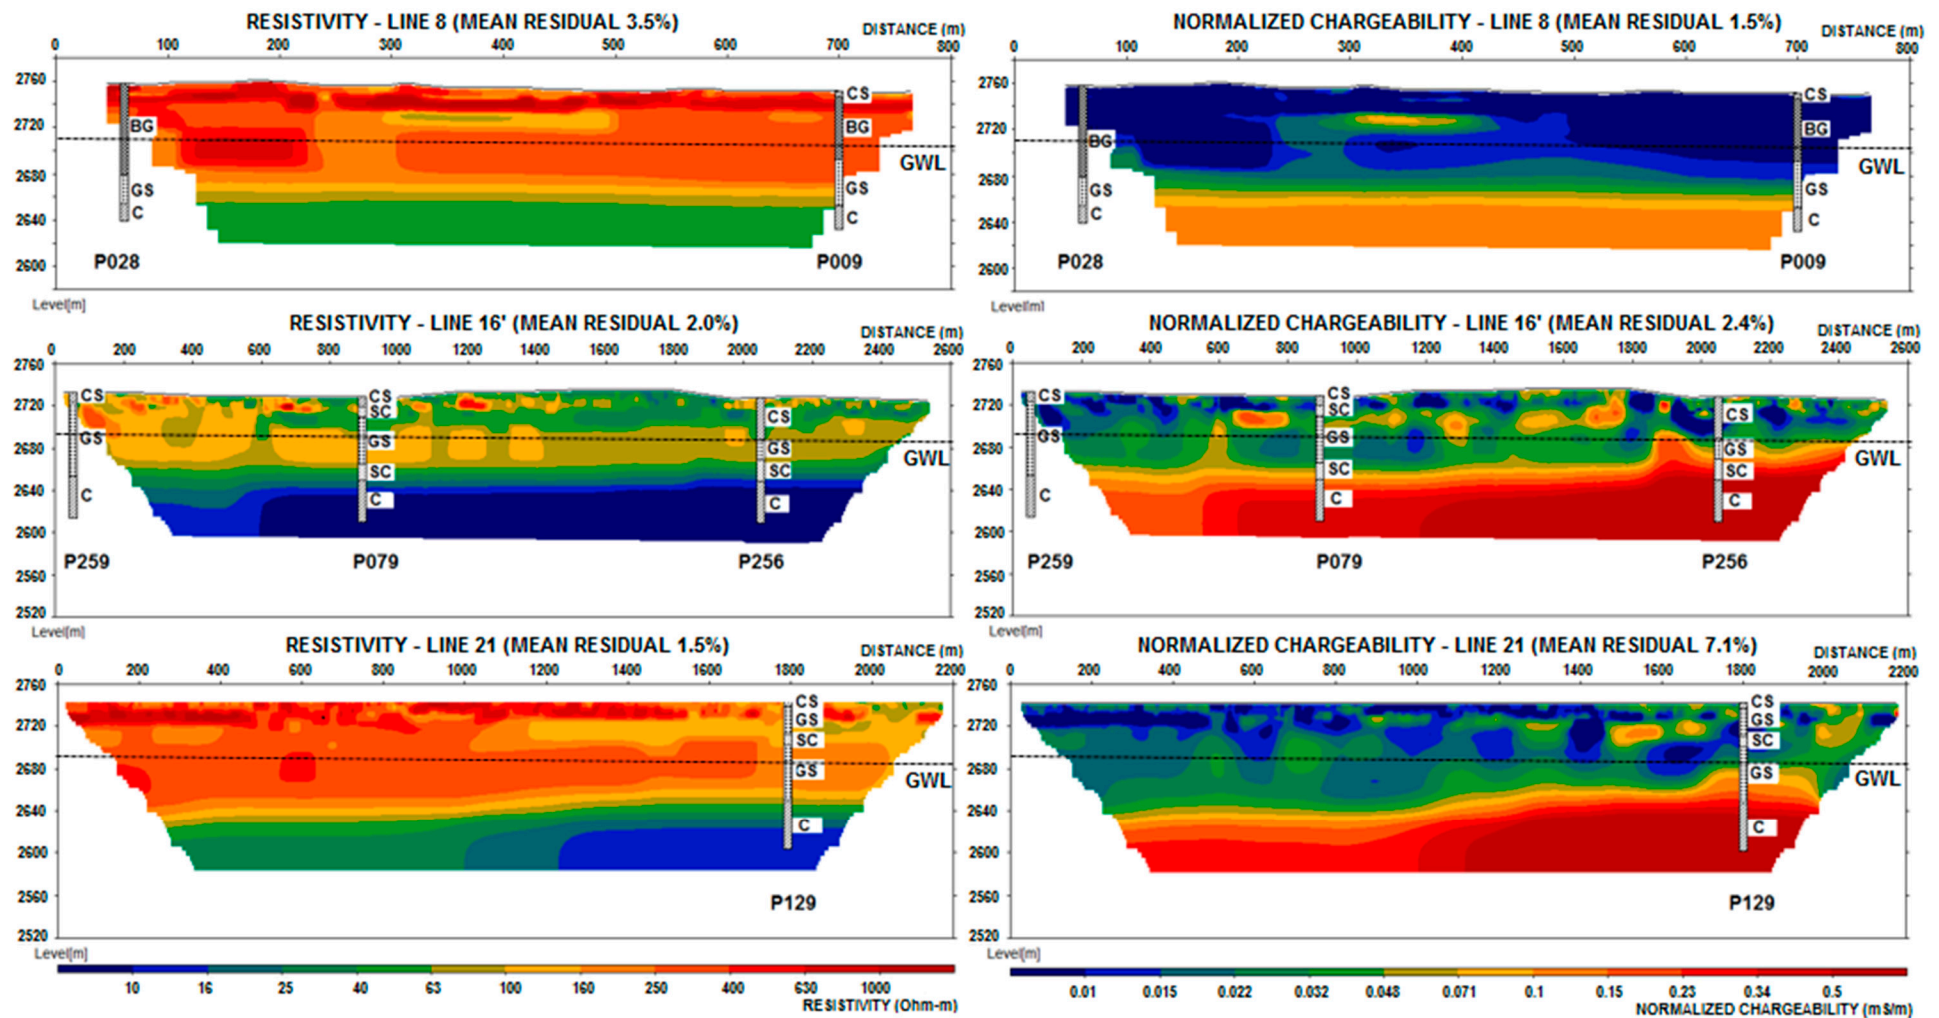 RESISTIVITY - LINE 8 (MEAN RESIDUAL 3.5%)
DISTANCE (m)
0 100 200 300 400 500 600 700 800
2760
2720
2680
2640
2600
Level[m]
BG
GS
C
P028
CS
BG
GS
C
P009
GWL
NORMALIZED CHARGEABILITY - LINE 8 (MEAN RESIDUAL 1.5%)
DISTANCE (m)
0 100 200 300 400 500 600 700 800
2760
2720
2680
2640
2600
Level[m]
BG
GS
C
P028
CS
BG
GS
C
P009
GWL
RESISTIVITY - LINE 16' (MEAN RESIDUAL 2.0%)
DISTANCE (m)
0 200 400 600 800 1000 1200 1400 1600 1800 2000 2200 2400 2600
2760
2720
2680
2640
2600
2560
2520
Level[m]
CS
GS
C
P259
CS
SC
GS
SC
C
P079
CS
GS
SC
C
P256
GWL
NORMALIZED CHARGEABILITY - LINE 16' (MEAN RESIDUAL 2.4%)
DISTANCE (m)
0 200 400 600 800 1000 1200 1400 1600 1800 2000 2200 2400 2600
2760
2720
2680
2640
2600
2560
2520
Level[m]
CS
GS
C
P259
CS
SC
GS
SC
C
P079
CS
GS
SC
C
P256
GWL
RESISTIVITY - LINE 21 (MEAN RESIDUAL 1.5%)
DISTANCE (m)
0 200 400 600 800 1000 1200 1400 1600 1800 2000 2200
2760
2720
2680
2640
2600
2560
2520
Level[m]
CS
GS
SC
GS
C
P129
GWL
10 16 25 40 63 100 160 250 400 630 1000
RESISTIVITY (Ohm-m)
NORMALIZED CHARGEABILITY - LINE 21 (MEAN RESIDUAL 7.1%)
DISTANCE (m)
0 200 400 600 800 1000 1200 1400 1600 1800 2000 2200
2760
2720
2680
2640
2600
2560
2520
Level[m]
CS
GS
SC
GS
C
P129
GWL
0.01 0.015 0.022 0.032 0.048 0.071 0.1 0.15 0.23 0.34 0.5
NORMALIZED CHARGEABILITY (mS/m)